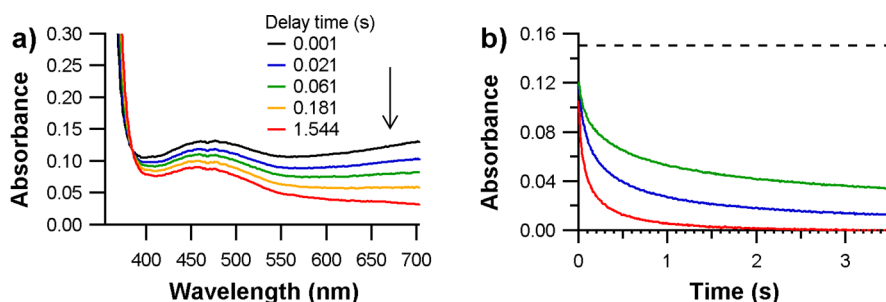 a)
Absorbance
0.30
0.25
0.20
0.15
0.10
0.05
0.00
400 450 500 550 600 650 700
Wavelength (nm)
Delay time (s)
0.001
0.021
0.061
0.181
1.544
b)
Absorbance
0.16
0.12
0.08
0.04
0.00
0 1 2 3
Time (s)